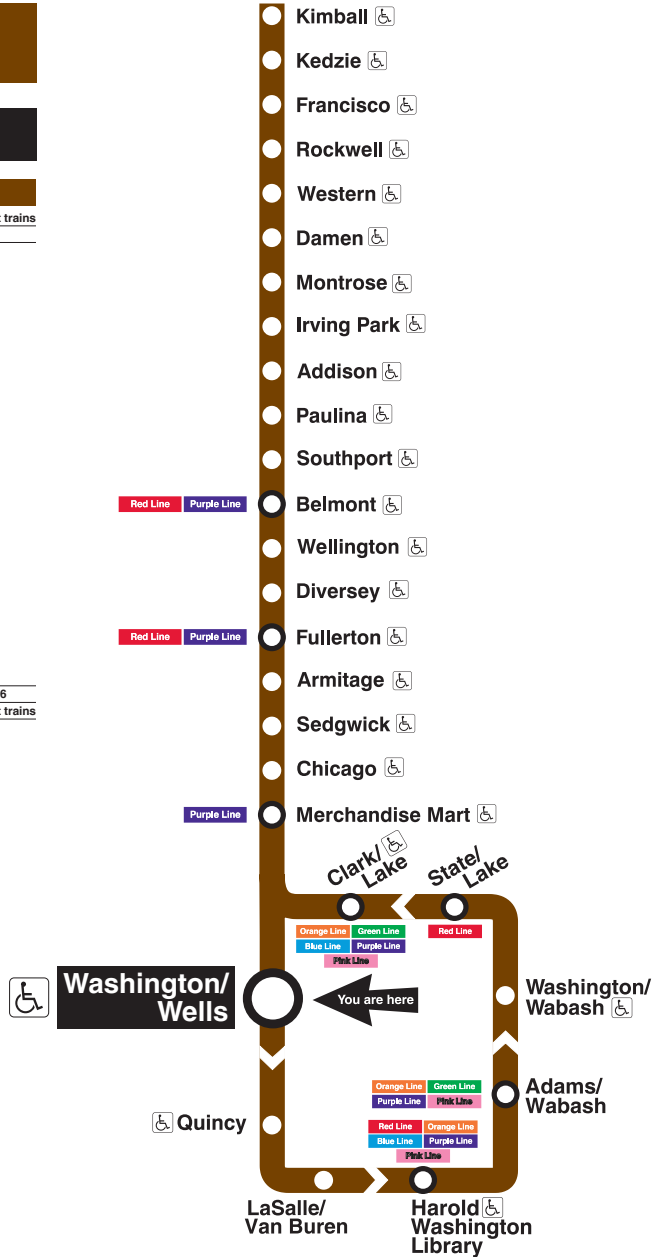 Kimball
Kedzie
Francisco
Rockwell
Western
t trains
Damen
Montrose
Irving Park
Addison
Paulina
Southport
Red Line Purple Line Belmont
Wellington
Diversey
Red Line Purple Line Fullerton
Armitage
6
t trains
Sedgwick
Chicago
Purple Line Merchandise Mart
Clark/
Lake
State/
Lake
Orange Line Green Line
Blue Line Purple Line
Pink Line
Red Line
Washington/
Wells
You are here
Washington/
Wabash
Orange Line Green Line
Purple Line Pink Line
Adams/
Wabash
Quincy
Red Line Orange Line
Blue Line Purple Line
Pink Line
LaSalle/
Van Buren
Harold
Washington
Library